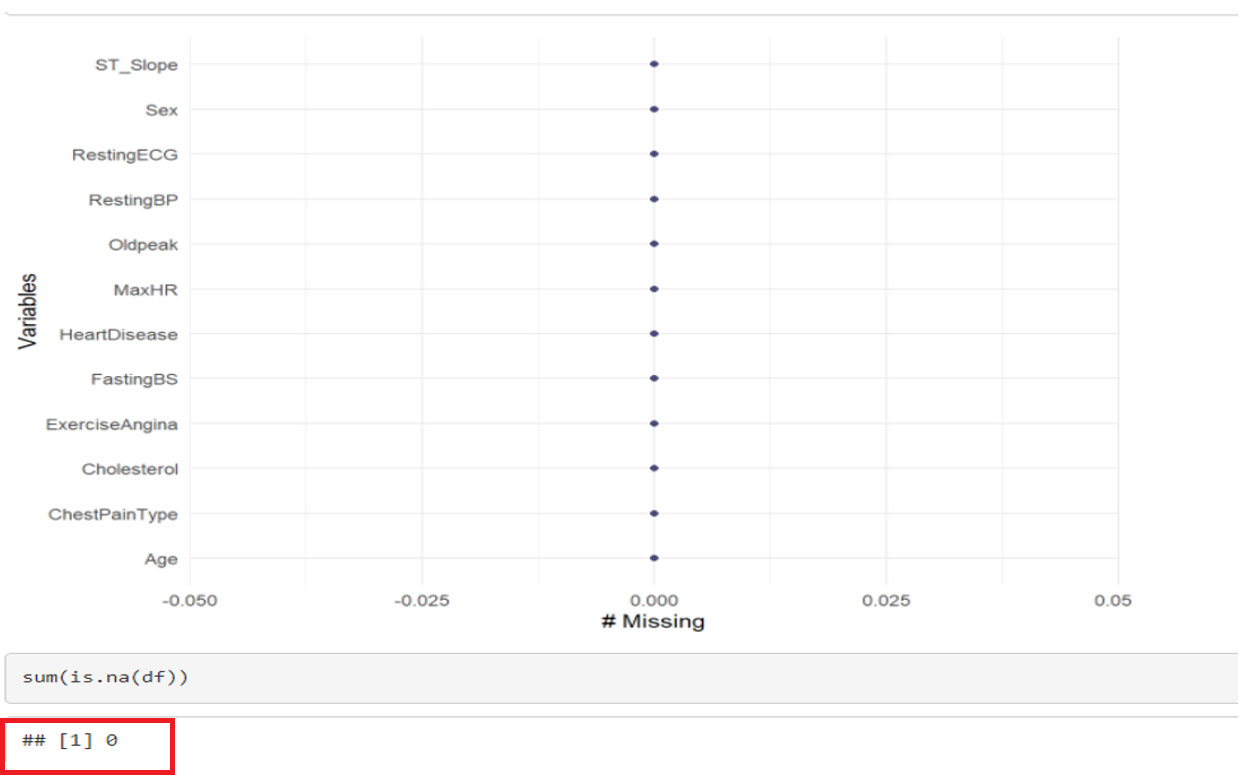 ST_Slope
Sex
RestingECG
RestingBP
Oldpeak
MaxHR
HeartDisease
FastingBS
ExerciseAngina
Cholesterol
ChestPainType
Age
Variables
-0.050 -0.025 0.000 0.025 0.05
# Missing
sum(is.na(df))
## [1] 0